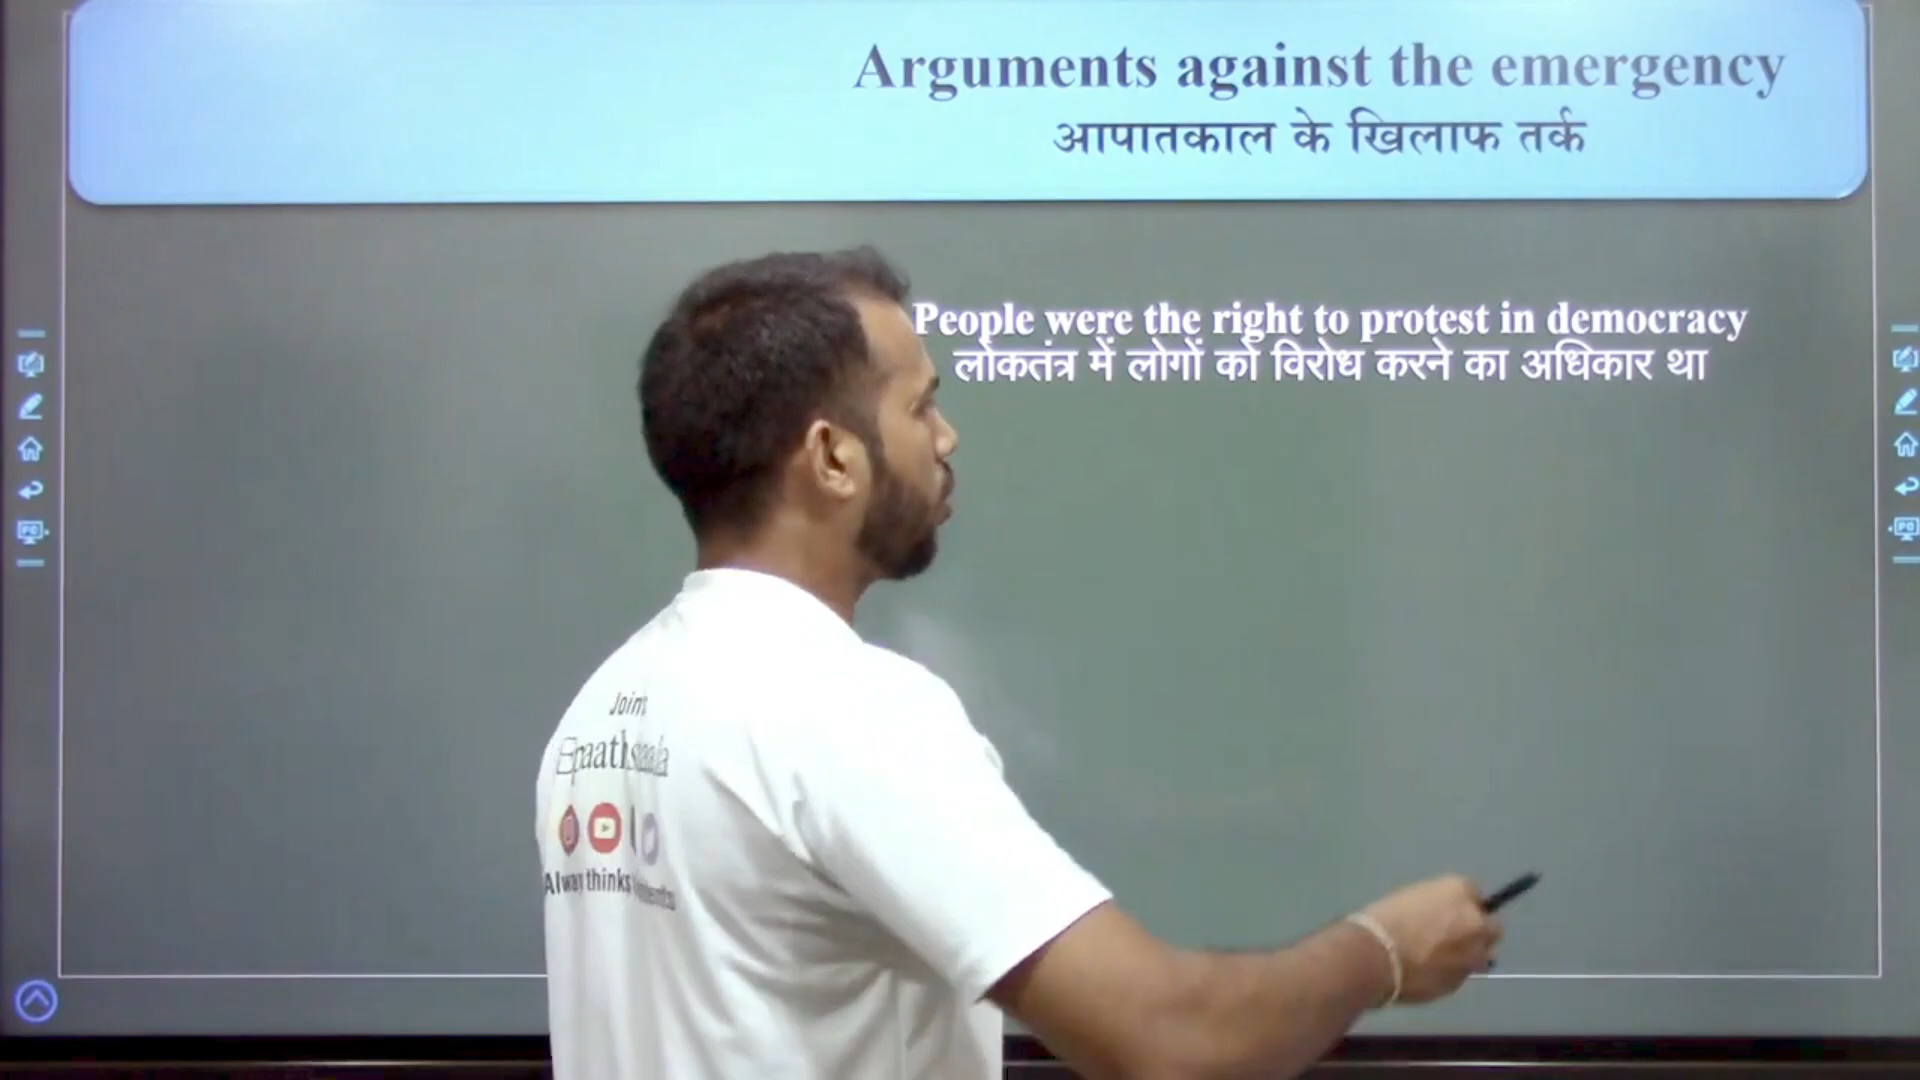 Arguments against the emergency
आपातकाल के खिलाफ तर्क
People were the right to protest in democracy
लोकतंत्र में लोगों को विरोध करने का अधिकार था
Join
Epaathshaala
Always thinks